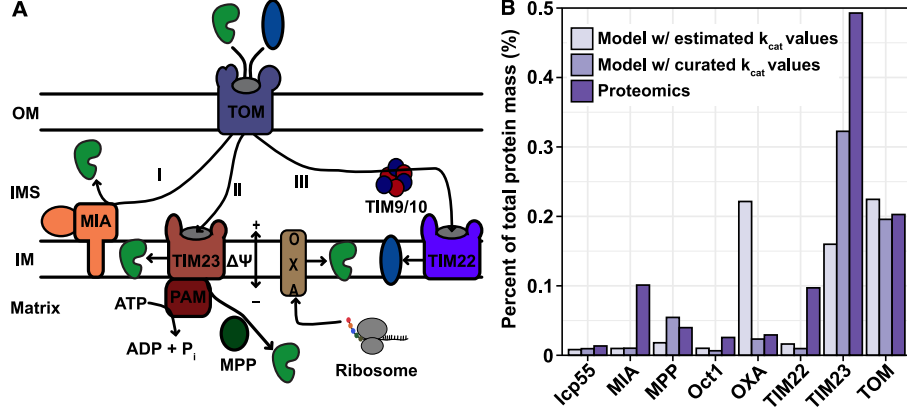 A
TOM
OM
I
II
III
IMS
TIM9/10
MIA
+
TIM23
ΔΨ
O
X
A
TIM22
IM
−
Matrix
PAM
ATP
ADP + Pi
MPP
Ribosome
B
Percent of total protein mass (%)
0.5
0.4
0.3
0.2
0.1
0
Model w/ estimated kcat values
Model w/ curated kcat values
Proteomics
Icp55
MIA
MPP
Oct1
OXA
TIM22
TIM23
TOM